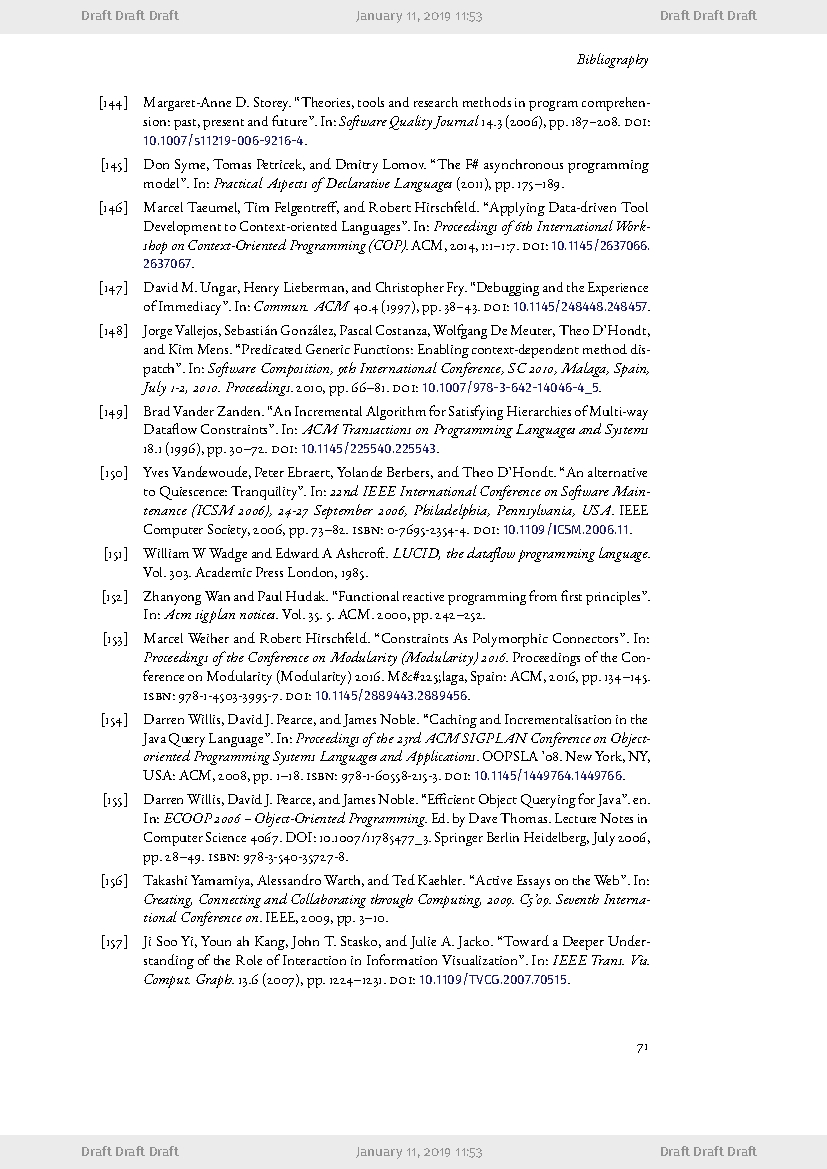 Draft Draft Draft January 11, 2019 11:53 Draft Draft Draft
Bibliography
[144] Margaret-Anne D. Storey. “Theories, tools and research methods in program comprehen-
sion: past, present and future”. In: Software Quality Journal 14.3 (2006), pp. 187–208. DOI:
10.1007/s11219-006-9216-4.
[145] Don Syme, Tomas Petricek, and Dmitry Lomov. “The F# asynchronous programming
model”. In: Practical Aspects of Declarative Languages (2011), pp. 175–189.
[146] Marcel Taeumel, Tim Felgentreff, and Robert Hirschfeld. “Applying Data-driven Tool
Development to Context-oriented Languages”. In: Proceedings of 6th International Work-
shop on Context-Oriented Programming (COP). ACM, 2014, 1:1–1:7. DOI: 10.1145/2637066.
2637067.
[147] David M. Ungar, Henry Lieberman, and Christopher Fry. “Debugging and the Experience
of Immediacy”. In: Commun. ACM 40.4 (1997), pp. 38–43. DOI: 10.1145/248448.248457.
[148] Jorge Vallejos, Sebastián González, Pascal Costanza, Wolfgang De Meuter, Theo D’Hondt,
and Kim Mens. “Predicated Generic Functions: Enabling context-dependent method dis-
patch”. In: Software Composition, 9th International Conference, SC 2010, Malaga, Spain,
July 1-2, 2010. Proceedings. 2010, pp. 66–81. DOI: 10.1007/978-3-642-14046-4_5.
[149] Brad Vander Zanden. “An Incremental Algorithm for Satisfying Hierarchies of Multi-way
Dataflow Constraints”. In: ACM Transactions on Programming Languages and Systems
18.1 (1996), pp. 30–72. DOI: 10.1145/225540.225543.
[150] Yves Vandewoude, Peter Ebraert, Yolande Berbers, and Theo D’Hondt. “An alternative
to Quiescence: Tranquility”. In: 22nd IEEE International Conference on Software Main-
tenance (ICSM 2006), 24-27 September 2006, Philadelphia, Pennsylvania, USA. IEEE
Computer Society, 2006, pp. 73–82. ISBN: 0-7695-2354-4. DOI: 10.1109/ICSM.2006.11.
[151] William W Wadge and Edward A Ashcroft. LUCID, the dataflow programming language.
Vol. 303. Academic Press London, 1985.
[152] Zhanyong Wan and Paul Hudak. “Functional reactive programming from first principles”.
In: Acm sigplan notices. Vol. 35. 5. ACM. 2000, pp. 242–252.
[153] Marcel Weiher and Robert Hirschfeld. “Constraints As Polymorphic Connectors”. In:
Proceedings of the Conference on Modularity (Modularity) 2016. Proceedings of the Con-
ference on Modularity (Modularity) 2016. M&c#225;laga, Spain: ACM, 2016, pp. 134–145.
ISBN: 978-1-4503-3995-7. DOI: 10.1145/2889443.2889456.
[154] Darren Willis, David J. Pearce, and James Noble. “Caching and Incrementalisation in the
Java Query Language”. In: Proceedings of the 23rd ACM SIGPLAN Conference on Object-
oriented Programming Systems Languages and Applications. OOPSLA ’08. New York, NY,
USA: ACM, 2008, pp. 1–18. ISBN: 978-1-60558-215-3. DOI: 10.1145/1449764.1449766.
[155] Darren Willis, David J. Pearce, and James Noble. “Efficient Object Querying for Java”. en.
In: ECOOP 2006 – Object-Oriented Programming. Ed. by Dave Thomas. Lecture Notes in
Computer Science 4067. DOI: 10.1007/11785477_3. Springer Berlin Heidelberg, July 2006,
pp. 28–49. ISBN: 978-3-540-35727-8.
[156] Takashi Yamamiya, Alessandro Warth, and Ted Kaehler. “Active Essays on the Web”. In:
Creating, Connecting and Collaborating through Computing, 2009. C5’09. Seventh Interna-
tional Conference on. IEEE, 2009, pp. 3–10.
[157] Ji Soo Yi, Youn ah Kang, John T. Stasko, and Julie A. Jacko. “Toward a Deeper Under-
standing of the Role of Interaction in Information Visualization”. In: IEEE Trans. Vis.
Comput. Graph. 13.6 (2007), pp. 1224–1231. DOI: 10.1109/TVCG.2007.70515.
71
Draft Draft Draft January 11, 2019 11:53 Draft Draft Draft